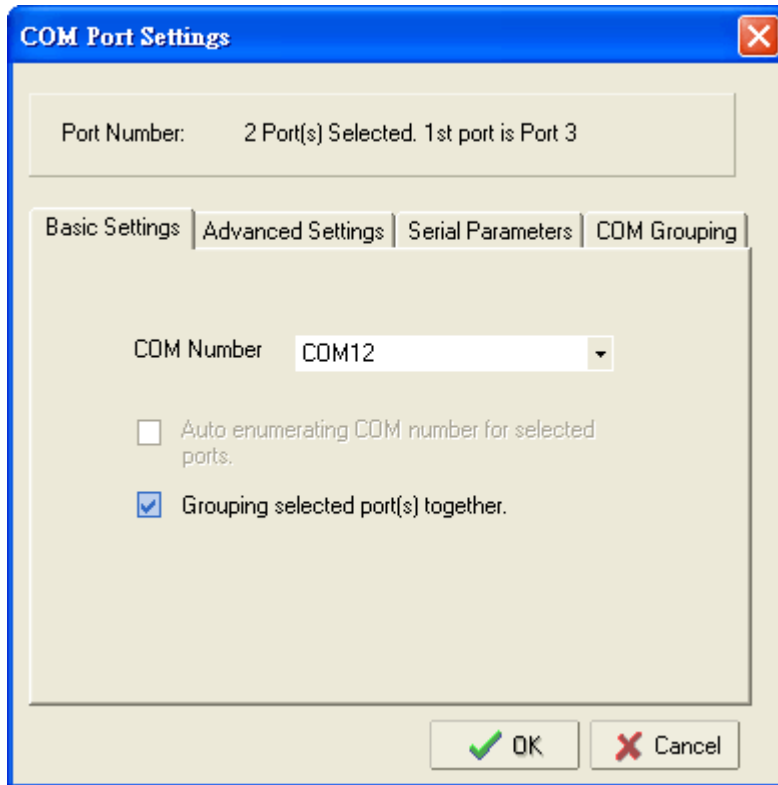 COM Port Settings
Port Number: 2 Port(s) Selected. 1st port is Port 3
Basic Settings Advanced Settings Serial Parameters COM Grouping
COM Number COM12
Auto enumerating COM number for selected
ports.
Grouping selected port(s) together.
OK Cancel